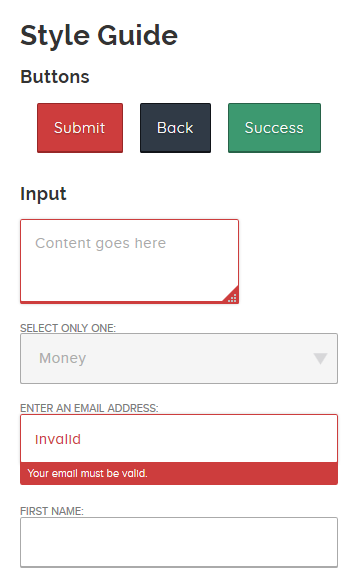 Style Guide
Buttons
Submit Back Success
Input
Content goes here
SELECT ONLY ONE:
Money
ENTER AN EMAIL ADDRESS:
invalid
Your email must be valid.
FIRST NAME: